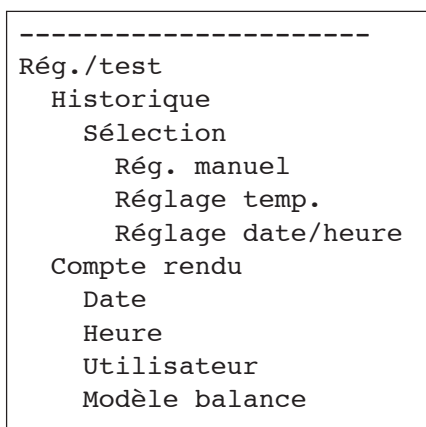 ----------------------
Rég./test
  Historique
    Sélection
      Rég. manuel
      Réglage temp.
      Réglage date/heure
  Compte rendu
    Date
    Heure
    Utilisateur
    Modèle balance